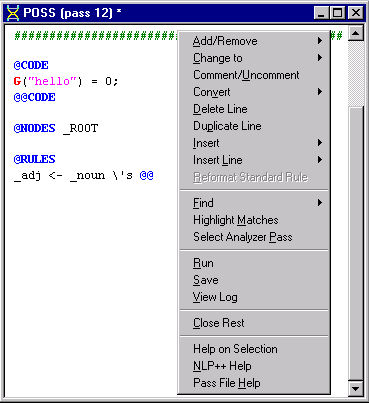 POSS (pass 12) *
################################################
@CODE
G("hello") = 0;
@@CODE
@NODES _ROOT
@RULES
_adj <- _noun \'s @@
Add/Remove
Change to
Comment/Uncomment
Convert
Delete Line
Duplicate Line
Insert
Insert Line
Reformat Standard Rule
Find
Highlight Matches
Select Analyzer Pass
Run
Save
View Log
Close Rest
Help on Selection
NLP++ Help
Pass File Help